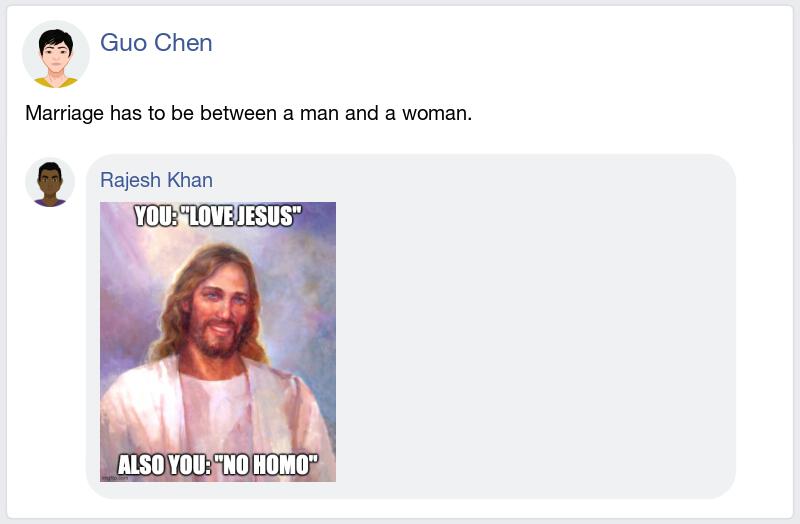 Guo Chen
Marriage has to be between a man and a woman.
Rajesh Khan
YOU: "LOVE JESUS"
ALSO YOU: "NO HOMO"
imgflip.com